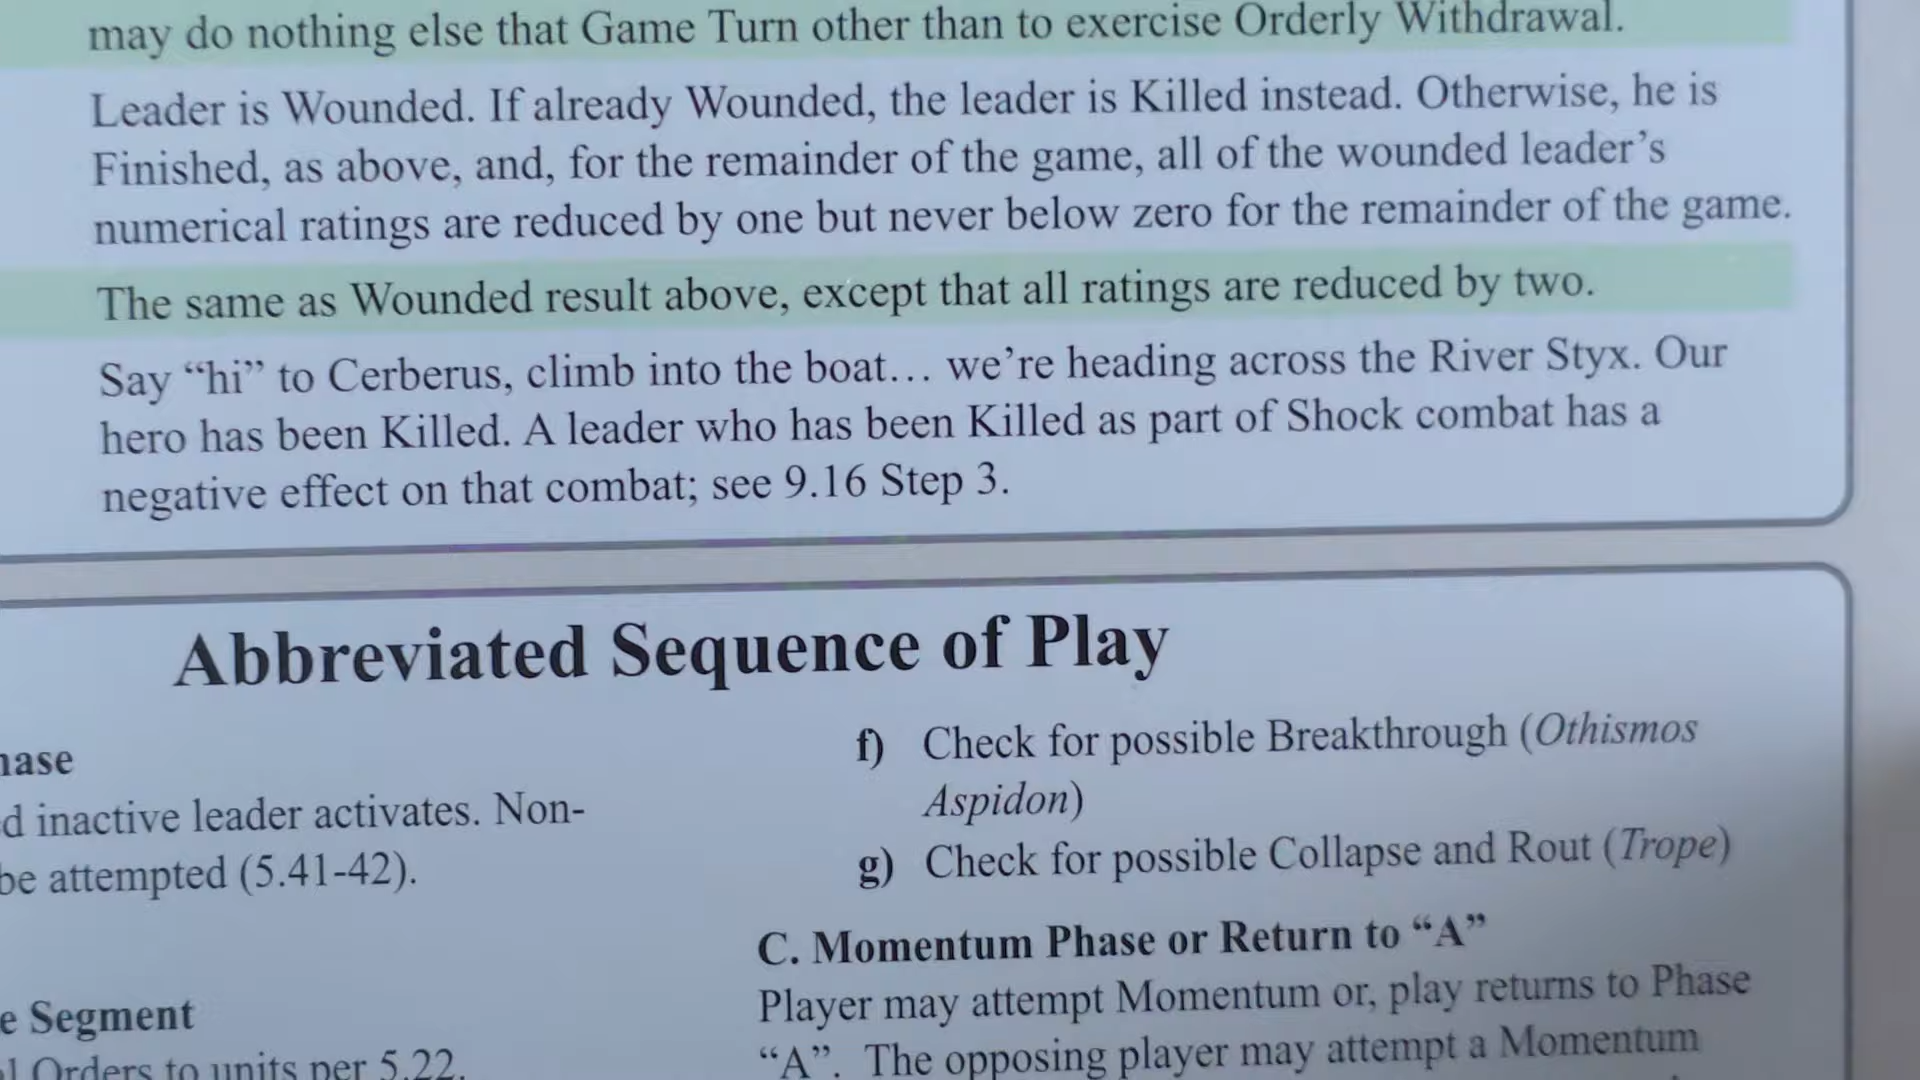 may do nothing else that Game Turn other than to exercise Orderly Withdrawal.
Leader is Wounded. If already Wounded, the leader is Killed instead. Otherwise, he is
Finished, as above, and, for the remainder of the game, all of the wounded leader’s
numerical ratings are reduced by one but never below zero for the remainder of the game.
The same as Wounded result above, except that all ratings are reduced by two.
Say “hi” to Cerberus, climb into the boat… we’re heading across the River Styx. Our
hero has been Killed. A leader who has been Killed as part of Shock combat has a
negative effect on that combat; see 9.16 Step 3.
Abbreviated Sequence of Play
d inactive leader activates. Non-
be attempted (5.41-42).
e Segment
Orders to units per 5.22.
f) Check for possible Breakthrough (Othismos
Aspidon)
g) Check for possible Collapse and Rout (Trope)
C. Momentum Phase or Return to “A”
Player may attempt Momentum or, play returns to Phase
“A”. The opposing player may attempt a Momentum